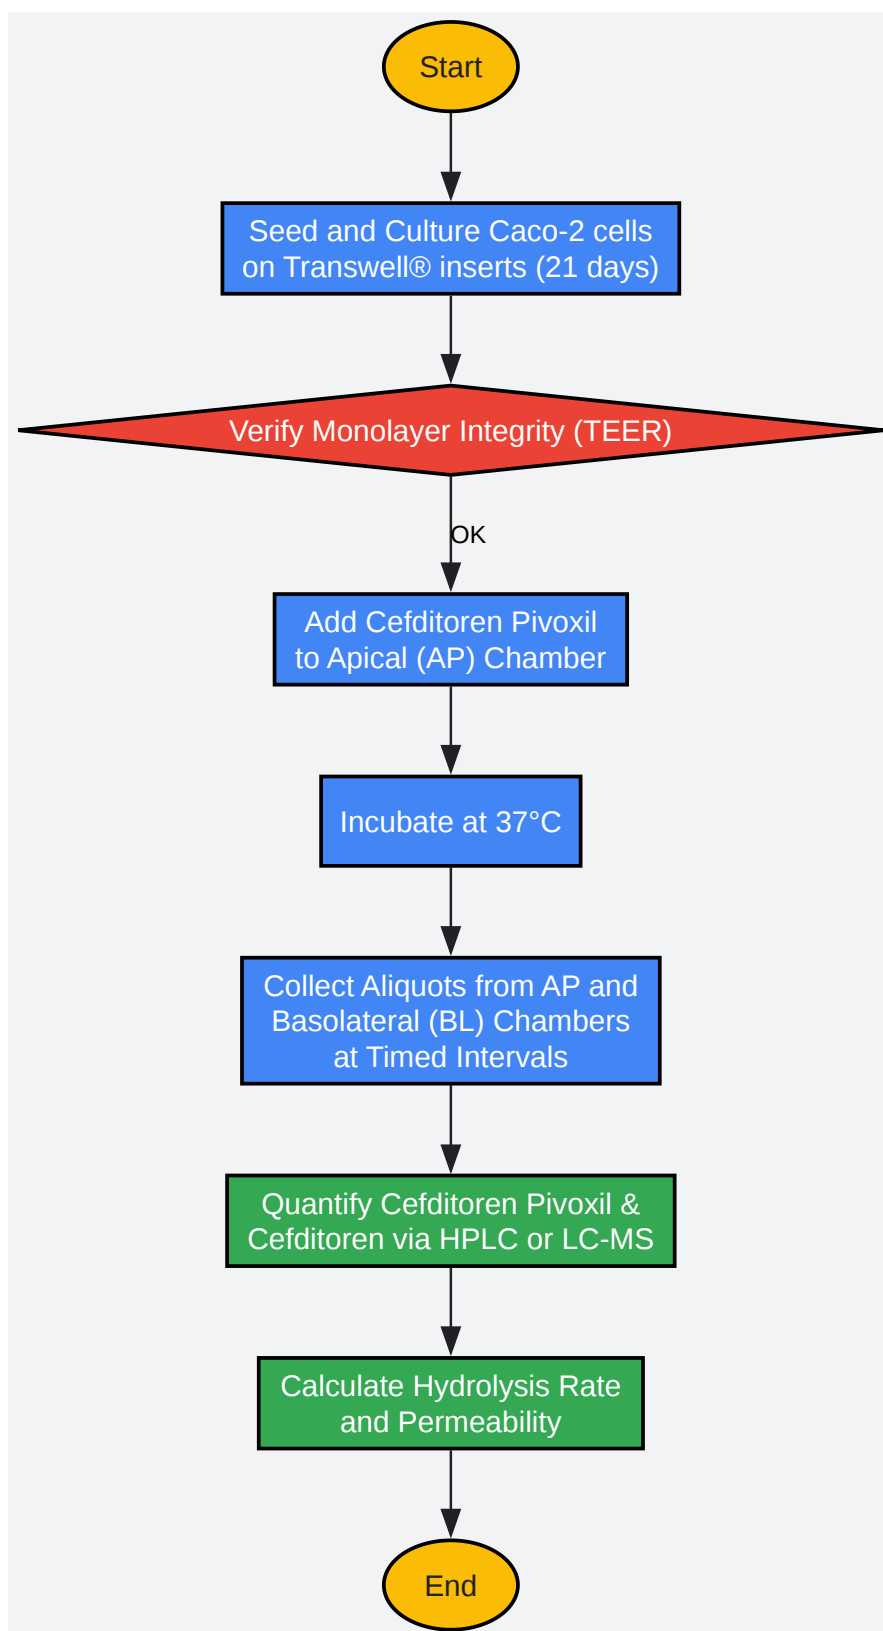 Start
Seed and Culture Caco-2 cells
on Transwell® inserts (21 days)
Verify Monolayer Integrity (TEER)
OK
Add Cefditoren Pivoxil
to Apical (AP) Chamber
Incubate at 37°C
Collect Aliquots from AP and
Basolateral (BL) Chambers
at Timed Intervals
Quantify Cefditoren Pivoxil &
Cefditoren via HPLC or LC-MS
Calculate Hydrolysis Rate
and Permeability
End